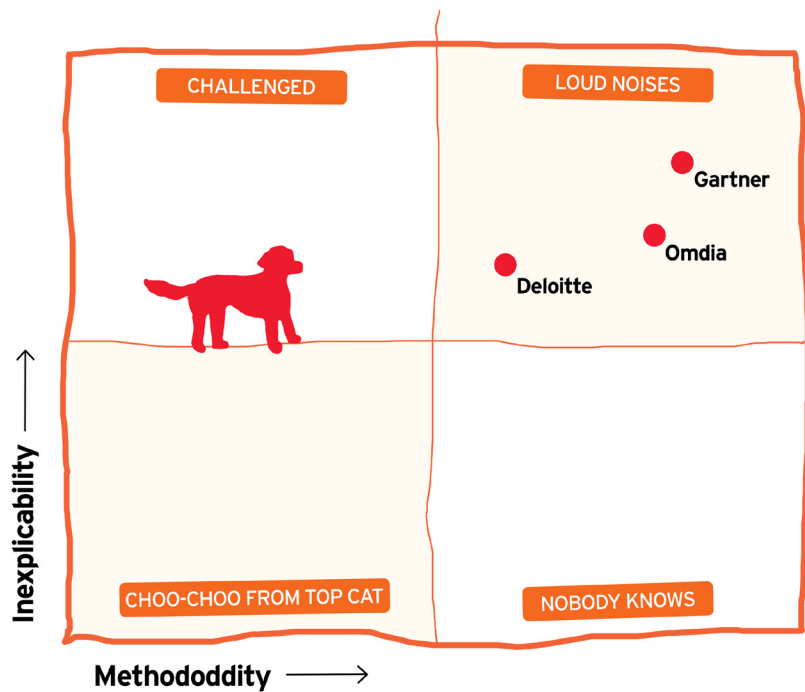 CHALLENGED
LOUD NOISES
Gartner
Omdia
Deloitte
Inexplicability
CHOO-CHOO FROM TOP CAT
NOBODY KNOWS
Methododdity